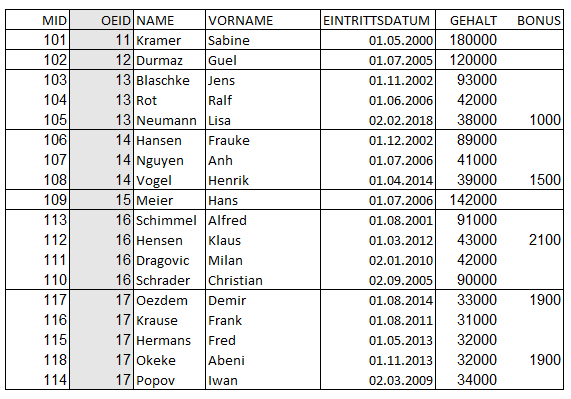 MID OEID NAME VORNAME EINTRITTSDATUM GEHALT BONUS
101 11 Kramer Sabine 01.05.2000 180000
102 12 Durmaz Guel 01.07.2005 120000
103 13 Blaschke Jens 01.11.2002 93000
104 13 Rot Ralf 01.06.2006 42000
105 13 Neumann Lisa 02.02.2018 38000 1000
106 14 Hansen Frauke 01.12.2002 89000
107 14 Nguyen Anh 01.07.2006 41000
108 14 Vogel Henrik 01.04.2014 39000 1500
109 15 Meier Hans 01.07.2006 142000
113 16 Schimmel Alfred 01.08.2001 91000
112 16 Hensen Klaus 01.03.2012 43000 2100
111 16 Dragovic Milan 02.01.2010 42000
110 16 Schrader Christian 02.09.2005 90000
117 17 Oezdem Demir 01.08.2014 33000 1900
116 17 Krause Frank 01.08.2011 31000
115 17 Hermans Fred 01.05.2013 32000
118 17 Okeke Abeni 01.11.2013 32000 1900
114 17 Popov Iwan 02.03.2009 34000